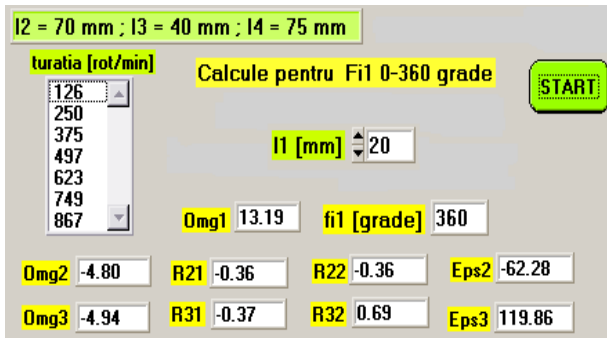 l2 = 70 mm ; l3 = 40 mm ; l4 = 75 mm
turatia [rot/min]
Calcule pentru Fi1 0-360 grade
START
126
250
375
497
623
749
867
l1 [mm] 20
Omg1 13.19 fi1 [grade] 360
Omg2 -4.80 R21 -0.36 R22 -0.36 Eps2 -62.28
Omg3 -4.94 R31 -0.37 R32 0.69 Eps3 119.86